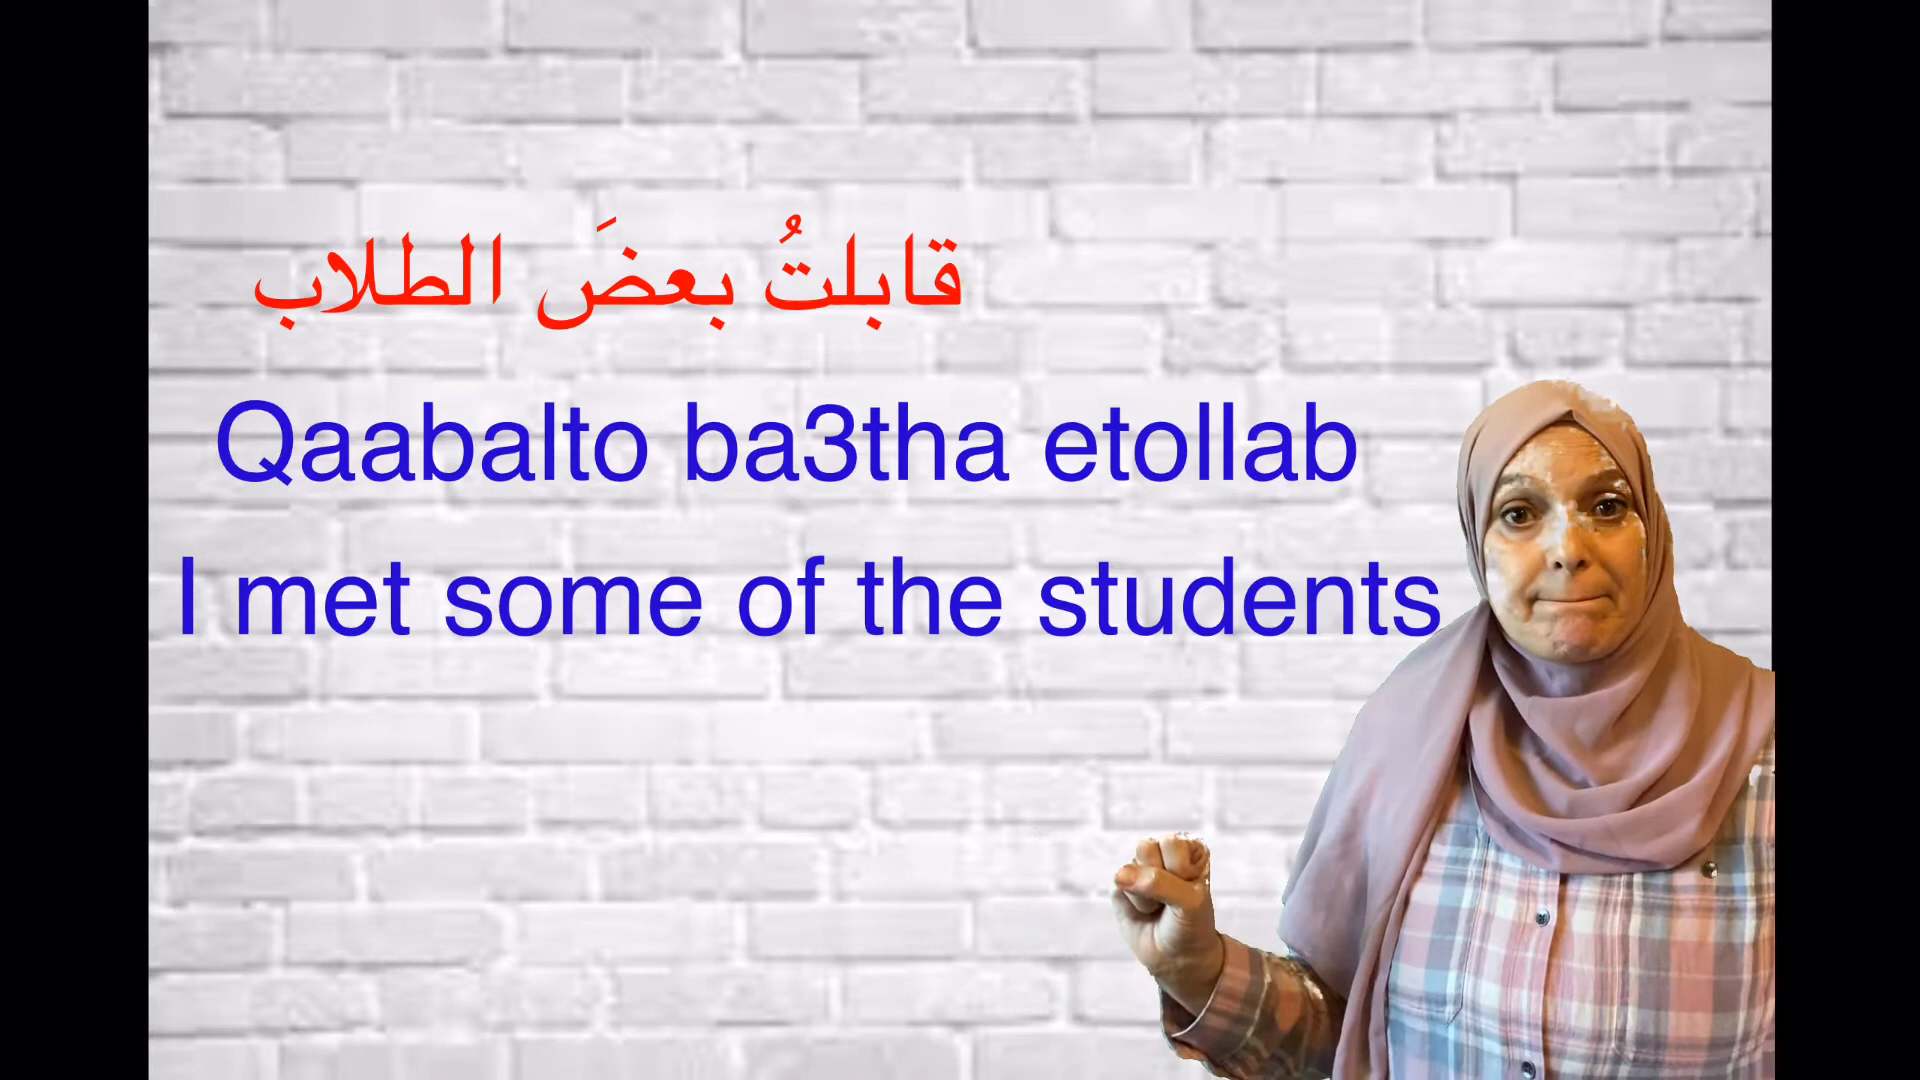 قابلتُ بعضَ الطلاب
Qaabalto ba3tha etollab
I met some of the students